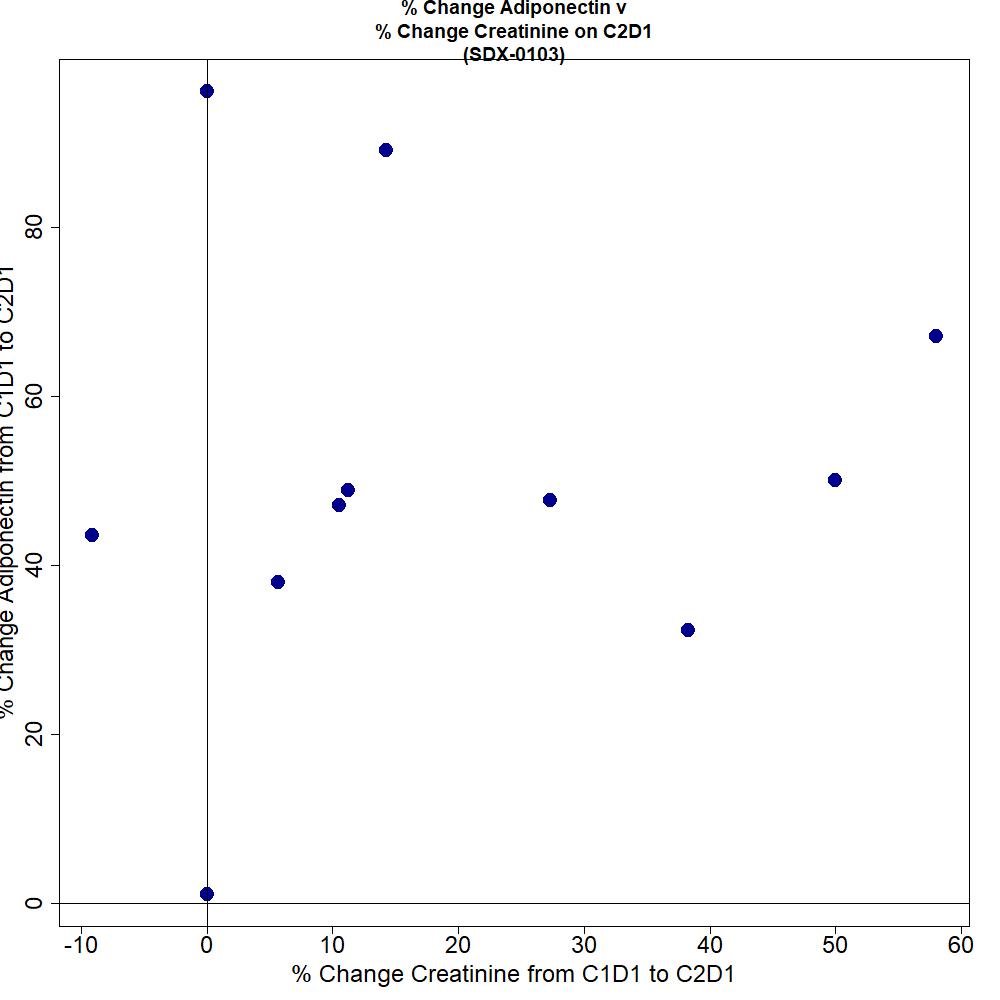 % Change Adiponectin v
% Change Creatinine on C2D1
(SDX-0103)
% Change Adiponectin from C1D1 to C2D1
80
60
40
20
0
-10 0 10 20 30 40 50 60
% Change Creatinine from C1D1 to C2D1